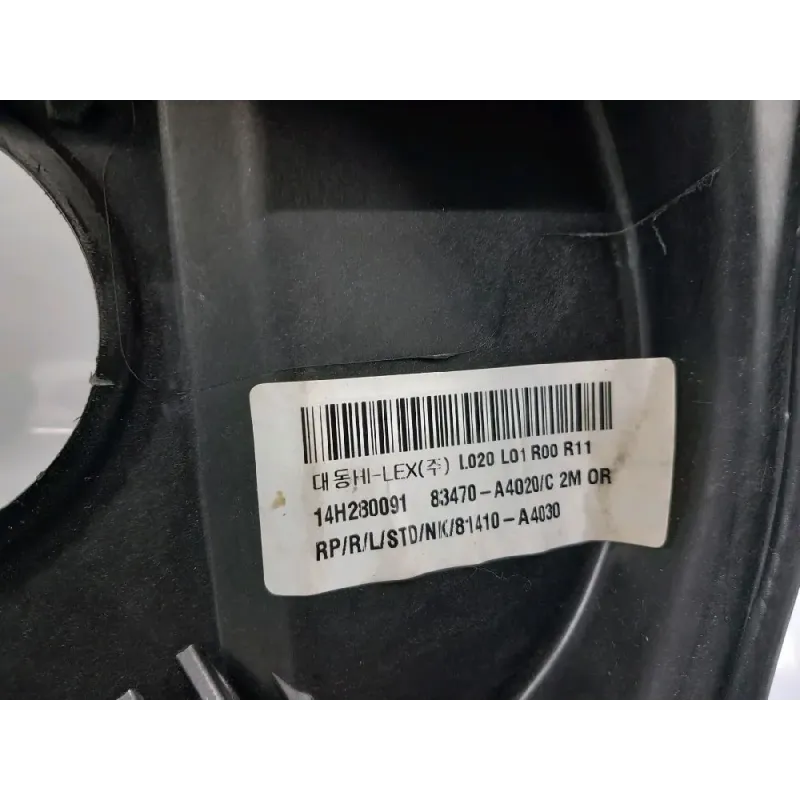 대동HI-LEX(주) L020 L01 R00 R11
14H280091 83470-A4020/C 2M OR
RP/R/L/STD/NK/81410-A4030